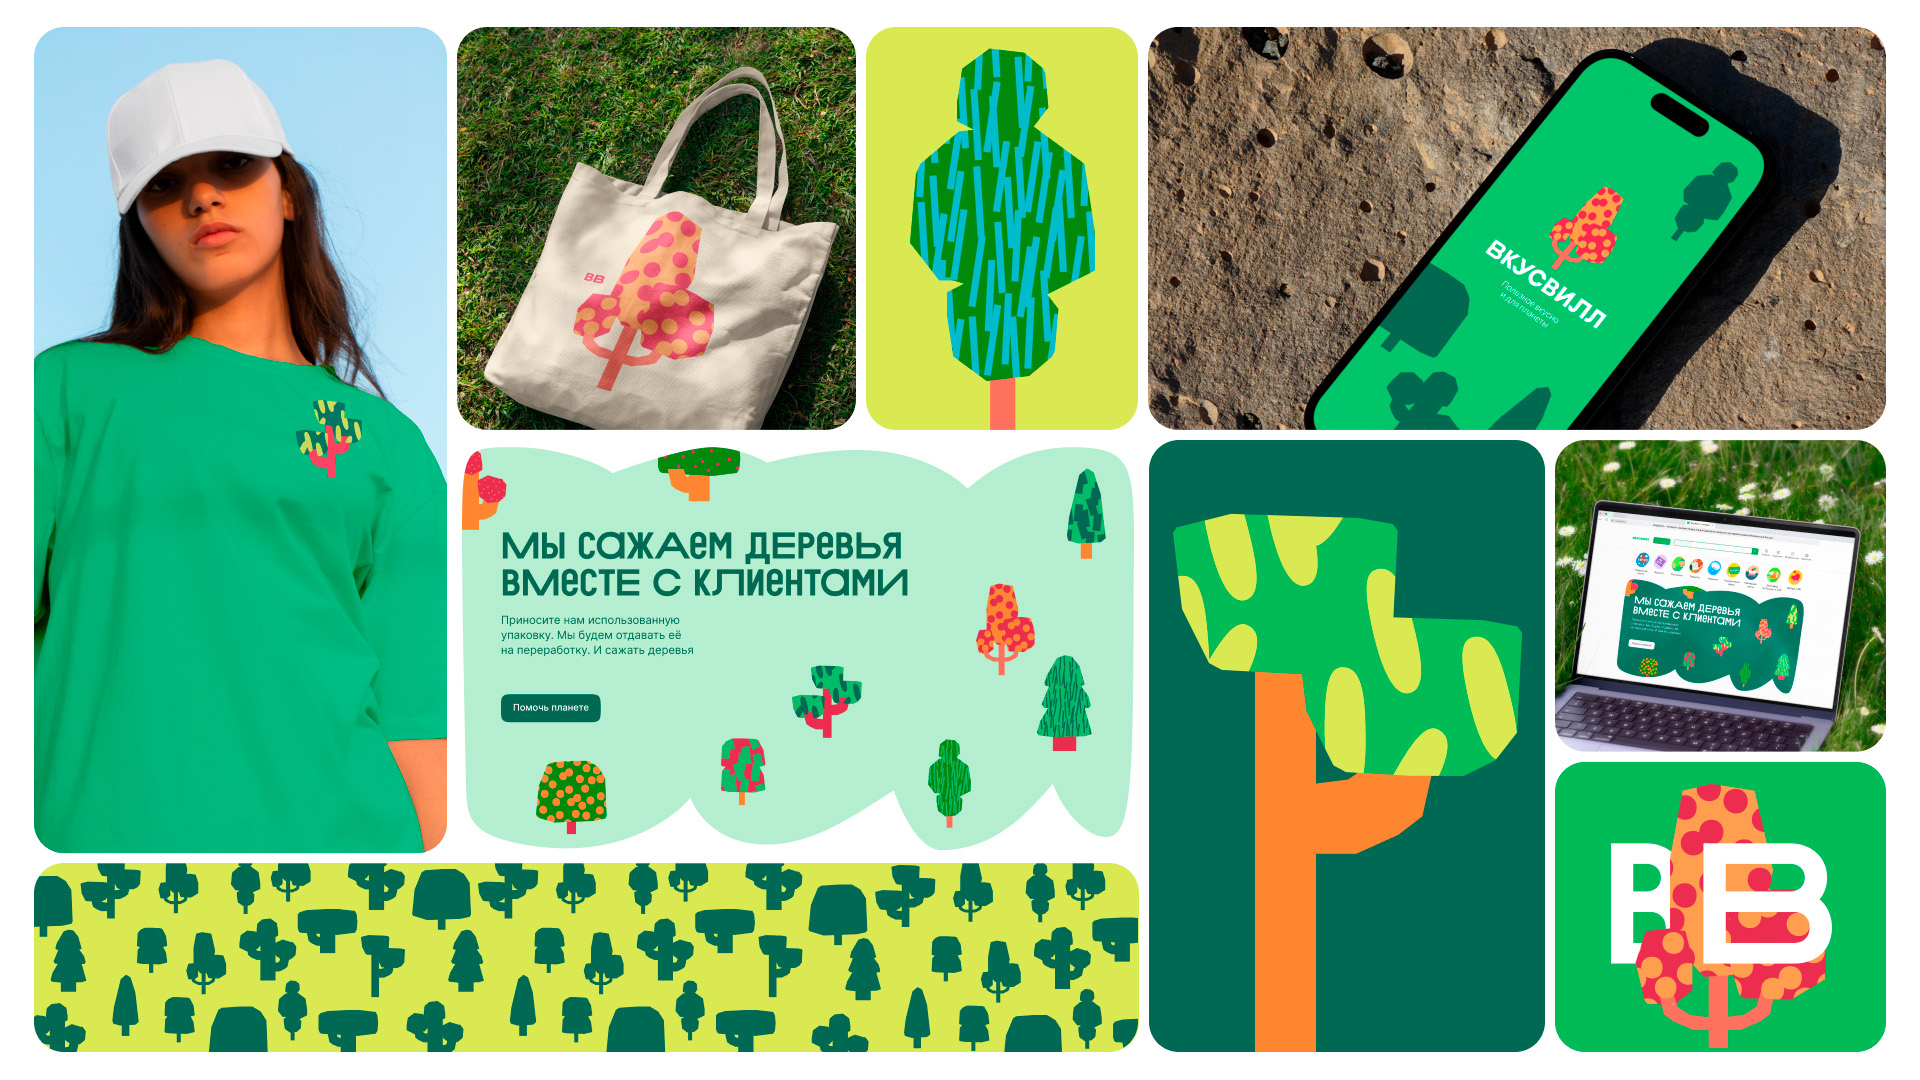 ВВ
ВКУСВИЛЛ
Полезное вкусно
и для планеты
Мы сажаем деревья
вместе с клиентами
Приносите нам использованную
упаковку. Мы будем отдавать её
на переработку. И сажать деревья
Помочь планете
Мы сажаем деревья
вместе с клиентами
ВВ